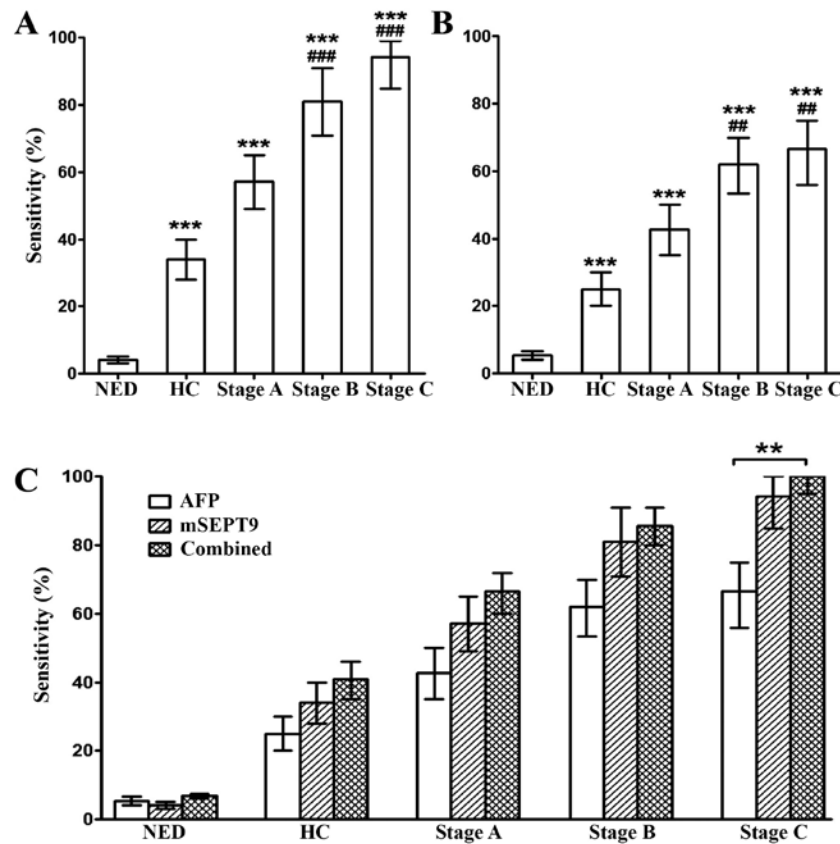 A
Sensitivity (%)
100
80
60
40
20
0
***
***
***
###
***
###
NED HC Stage A Stage B Stage C
B
100
80
60
40
20
0
***
***
***
##
***
##
NED HC Stage A Stage B Stage C
C
Sensitivity (%)
100
80
60
40
20
0
AFP
mSEPT9
Combined
**
NED HC Stage A Stage B Stage C